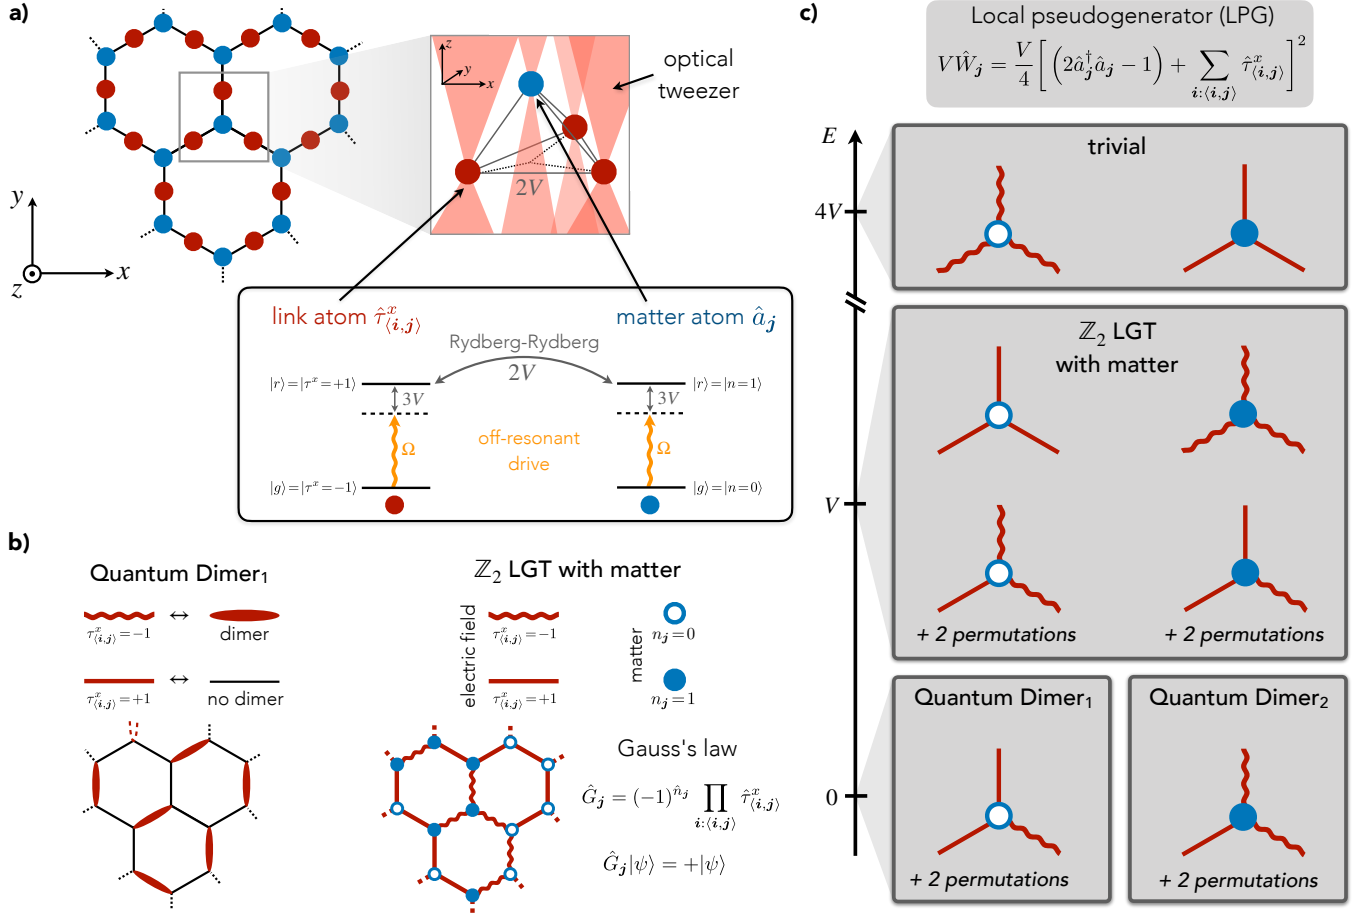 a)
z
y
x
optical
tweezer
2V
y
x
z
link atom τ̂ˣ⟨i,j⟩
matter atom âⱼ
Rydberg-Rydberg
2V
|r⟩=|τˣ=+1⟩
3V
|r⟩=|n=1⟩
3V
Ω
off-resonant
drive
Ω
|g⟩=|τˣ=−1⟩
|g⟩=|n=0⟩
b)
Quantum Dimer₁
τˣ⟨i,j⟩=−1
↔
dimer
τˣ⟨i,j⟩=+1
↔
no dimer
ℤ₂ LGT with matter
electric field
τˣ⟨i,j⟩=−1
τˣ⟨i,j⟩=+1
matter
nⱼ=0
nⱼ=1
Gauss's law
Ĝⱼ = (−1)^n̂ⱼ ∏ i:⟨i,j⟩ τ̂ˣ⟨i,j⟩
Ĝⱼ|ψ⟩ = +|ψ⟩
c)
Local pseudogenerator (LPG)
VŴⱼ = V/4 [ (2â†ⱼâⱼ − 1) + ∑ i:⟨i,j⟩ τ̂ˣ⟨i,j⟩ ]²
E
4V
V
0
trivial
ℤ₂ LGT
with matter
+ 2 permutations
+ 2 permutations
Quantum Dimer₁
+ 2 permutations
Quantum Dimer₂
+ 2 permutations